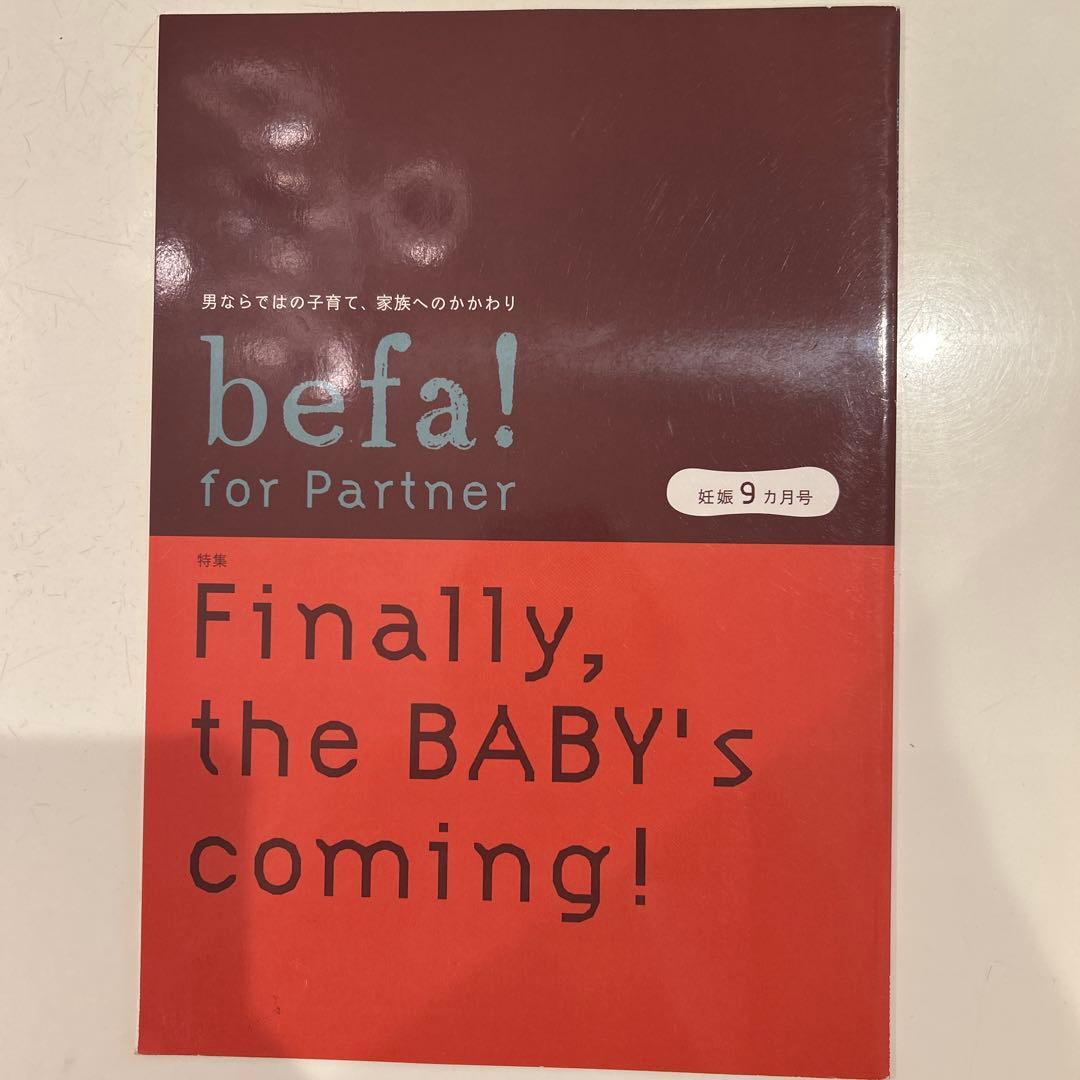 男ならではの子育て、家族へのかかわり
befa!
for Partner
妊娠9カ月号
特集
Finally,
the BABY's
coming!